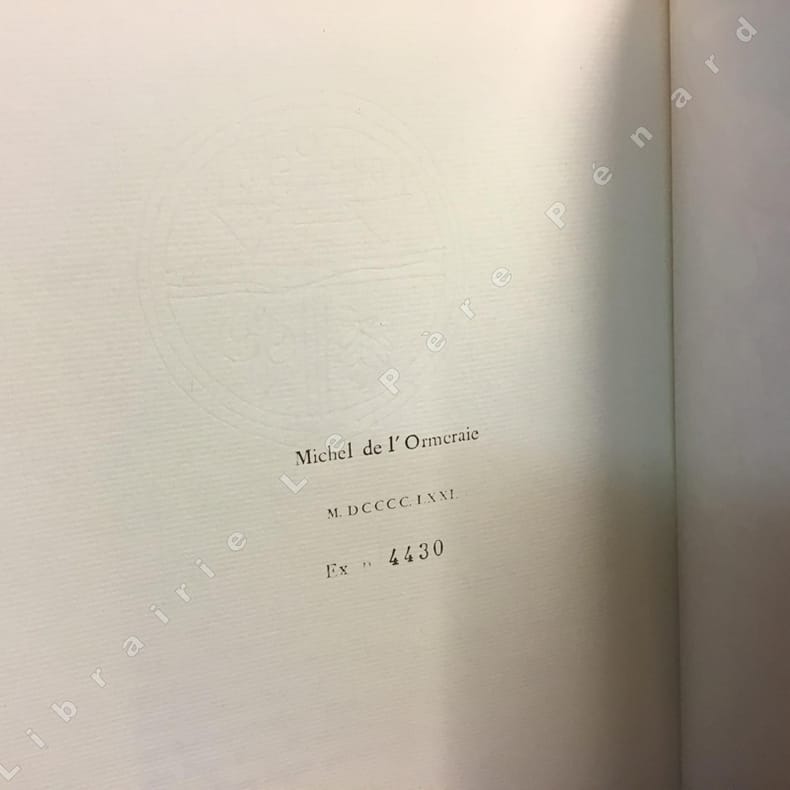 Michel de l'Ormeraie
M. DCCCC. LXXI.
Ex n° 4430
Librairie Le Père Pénard